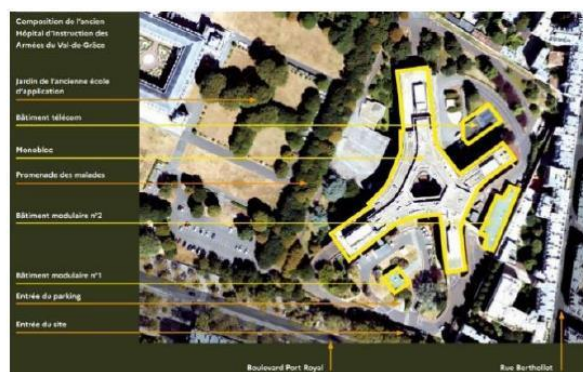 Composition de l'ancien
Hôpital d'Instruction des
Armées du Val-de-Grâce
Jardin de l'ancienne école
d'application
Bâtiment télécom
Monobloc
Promenade des malades
Bâtiment modulaire n°2
Bâtiment modulaire n°1
Entrée du parking
Entrée du site
Boulevard Port Royal
Rue Berthollet